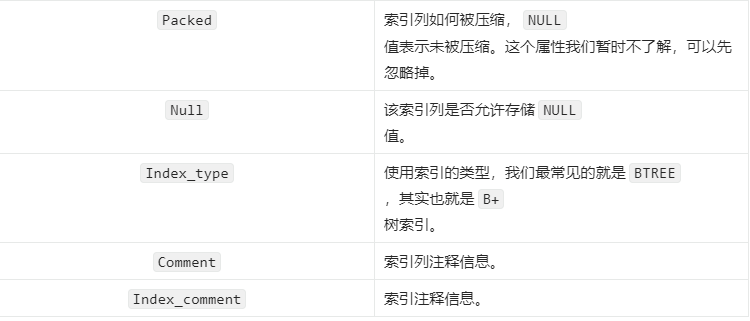 Packed
索引列如何被压缩， NULL
值表示未被压缩。这个属性我们暂时不了解，可以先
忽略掉。
Null
该索引列是否允许存储 NULL
值。
Index_type
使用索引的类型，我们最常见的就是 BTREE
，其实也就是 B+
树索引。
Comment
索引列注释信息。
Index_comment
索引注释信息。